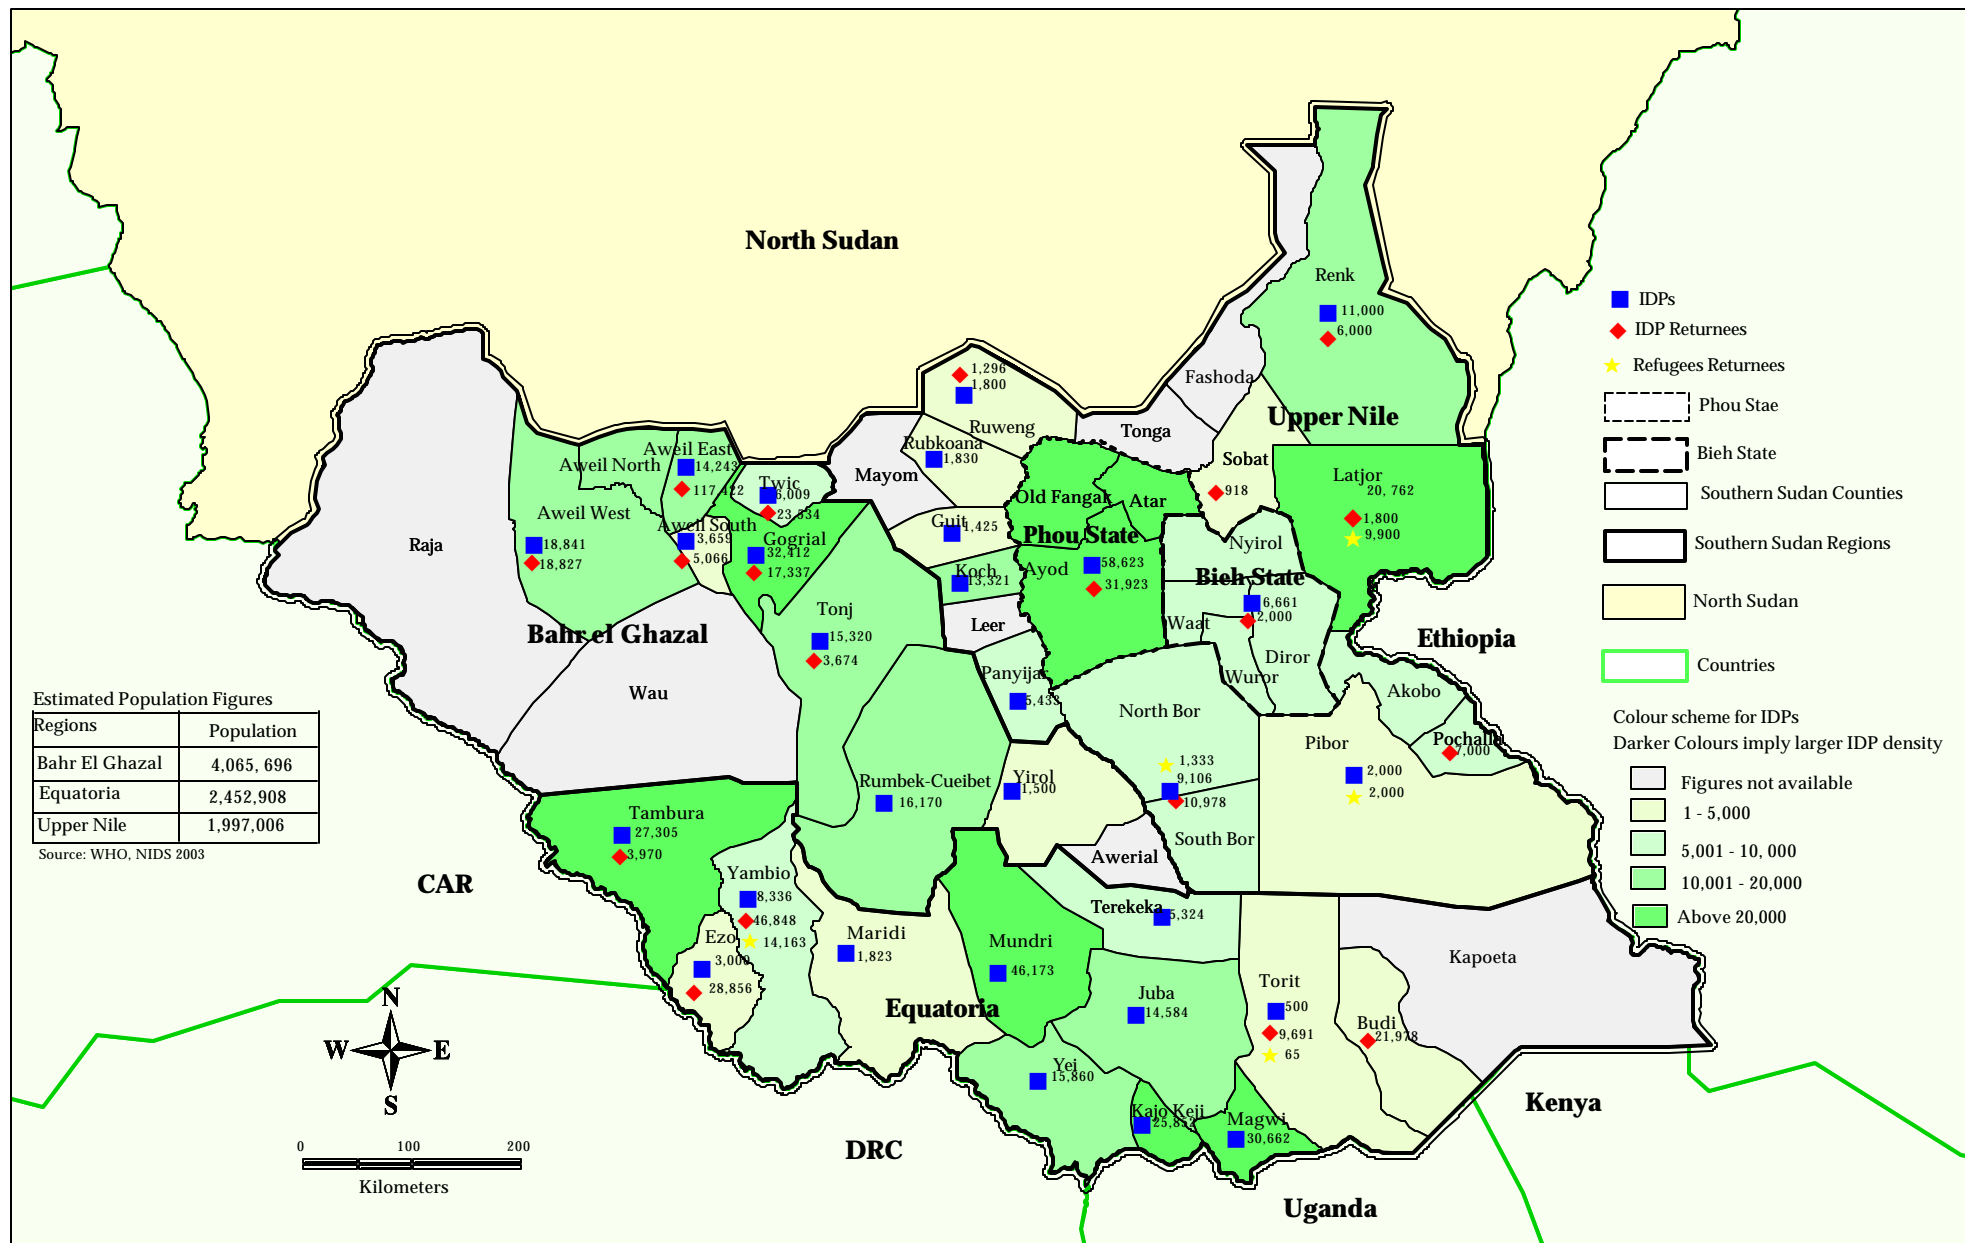 North Sudan
Renk
11,000
6,000
Fashoda
Upper Nile
Tonga
Sobat
918
Latjor
20, 762
1,800
9,900
1,296
1,800
Ruweng
Rubkoana
1,830
Mayom
Old Fangak
Atar
Phou State
Guit
1,425
Koch
13,321
Ayod
58,623
31,923
Leer
Nyirol
Bieh State
6,661
2,000
Waat
Diror
Wuror
Ethiopia
Panyijar
5,433
Akobo
Pochalla
7,000
Pibor
2,000
2,000
North Bor
1,333
9,106
10,978
South Bor
Yirol
1,500
Awerial
Raja
Aweil North
Aweil East
14,243
117,422
Twic
6,009
23,534
Aweil West
18,841
18,827
Aweil South
3,659
5,066
Gogrial
32,412
17,337
Bahr el Ghazal
Tonj
15,320
3,674
Wau
Rumbek-Cueibet
16,170
Tambura
27,305
3,970
CAR
Yambio
8,336
46,848
14,163
Ezo
3,000
28,856
Maridi
1,823
Equatoria
Mundri
46,173
Terekeka
5,324
Juba
14,584
Torit
500
9,691
65
Budi
21,978
Kapoeta
Yei
15,860
Kajo Keji
25,852
Magwi
30,662
DRC
Uganda
Kenya
Estimated Population Figures
Regions Population
Bahr El Ghazal 4,065, 696
Equatoria 2,452,908
Upper Nile 1,997,006
Source: WHO, NIDS 2003
N
W E
S
0 100 200
Kilometers
IDPs
IDP Returnees
Refugees Returnees
Phou Stae
Bieh State
Southern Sudan Counties
Southern Sudan Regions
North Sudan
Countries
Colour scheme for IDPs
Darker Colours imply larger IDP density
Figures not available
1 - 5,000
5,001 - 10, 000
10,001 - 20,000
Above 20,000